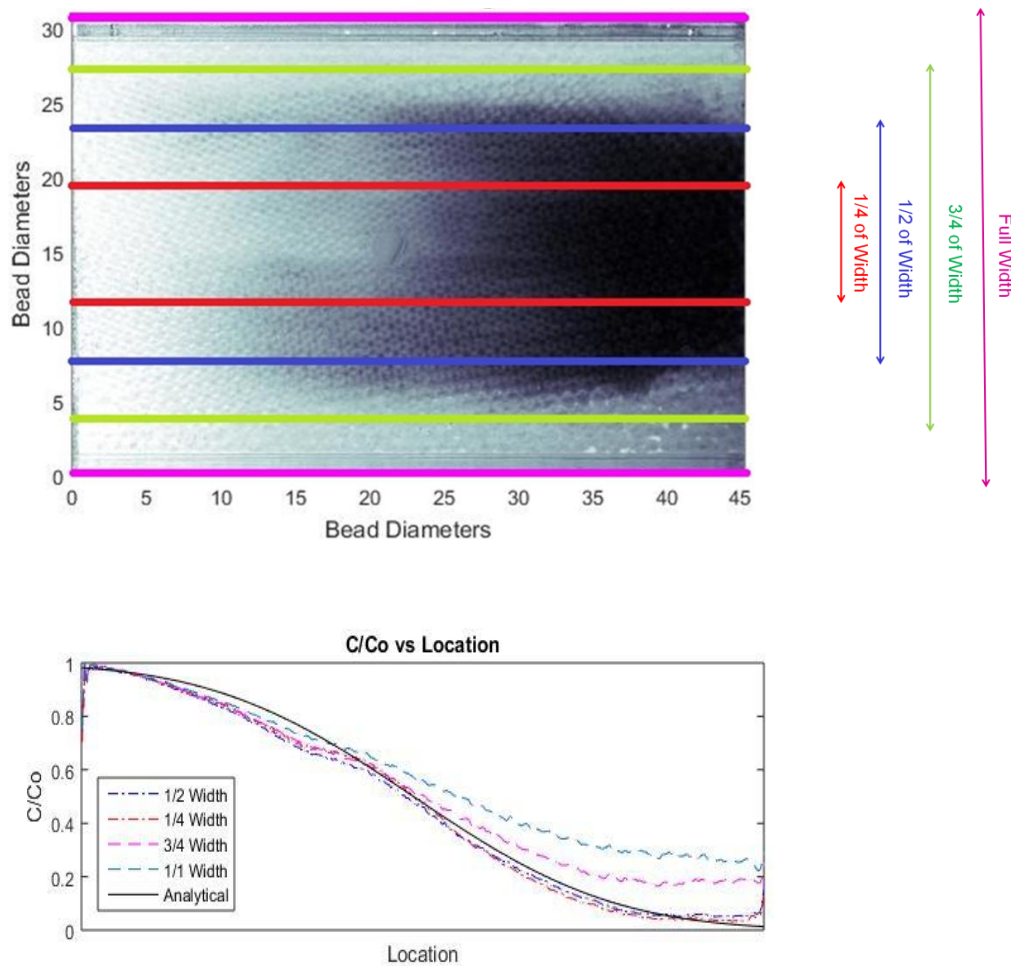 30
25
20
15
10
5
0
Bead Diameters
0 5 10 15 20 25 30 35 40 45
Bead Diameters
1/4 of Width
1/2 of Width
3/4 of Width
Full Width
C/Co vs Location
1
0.8
0.6
0.4
0.2
0
C/Co
1/2 Width
1/4 Width
3/4 Width
1/1 Width
Analytical
Location